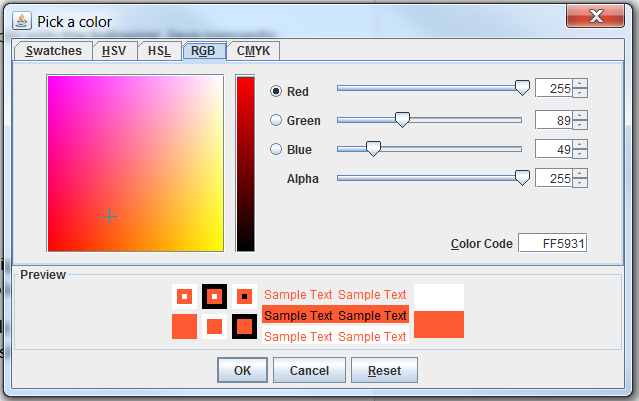 Pick a color
Swatches HSV HSL RGB CMYK
Red 255
Green 89
Blue 49
Alpha 255
Color Code FF5931
Preview
Sample Text Sample Text
Sample Text Sample Text
Sample Text Sample Text
OK Cancel Reset